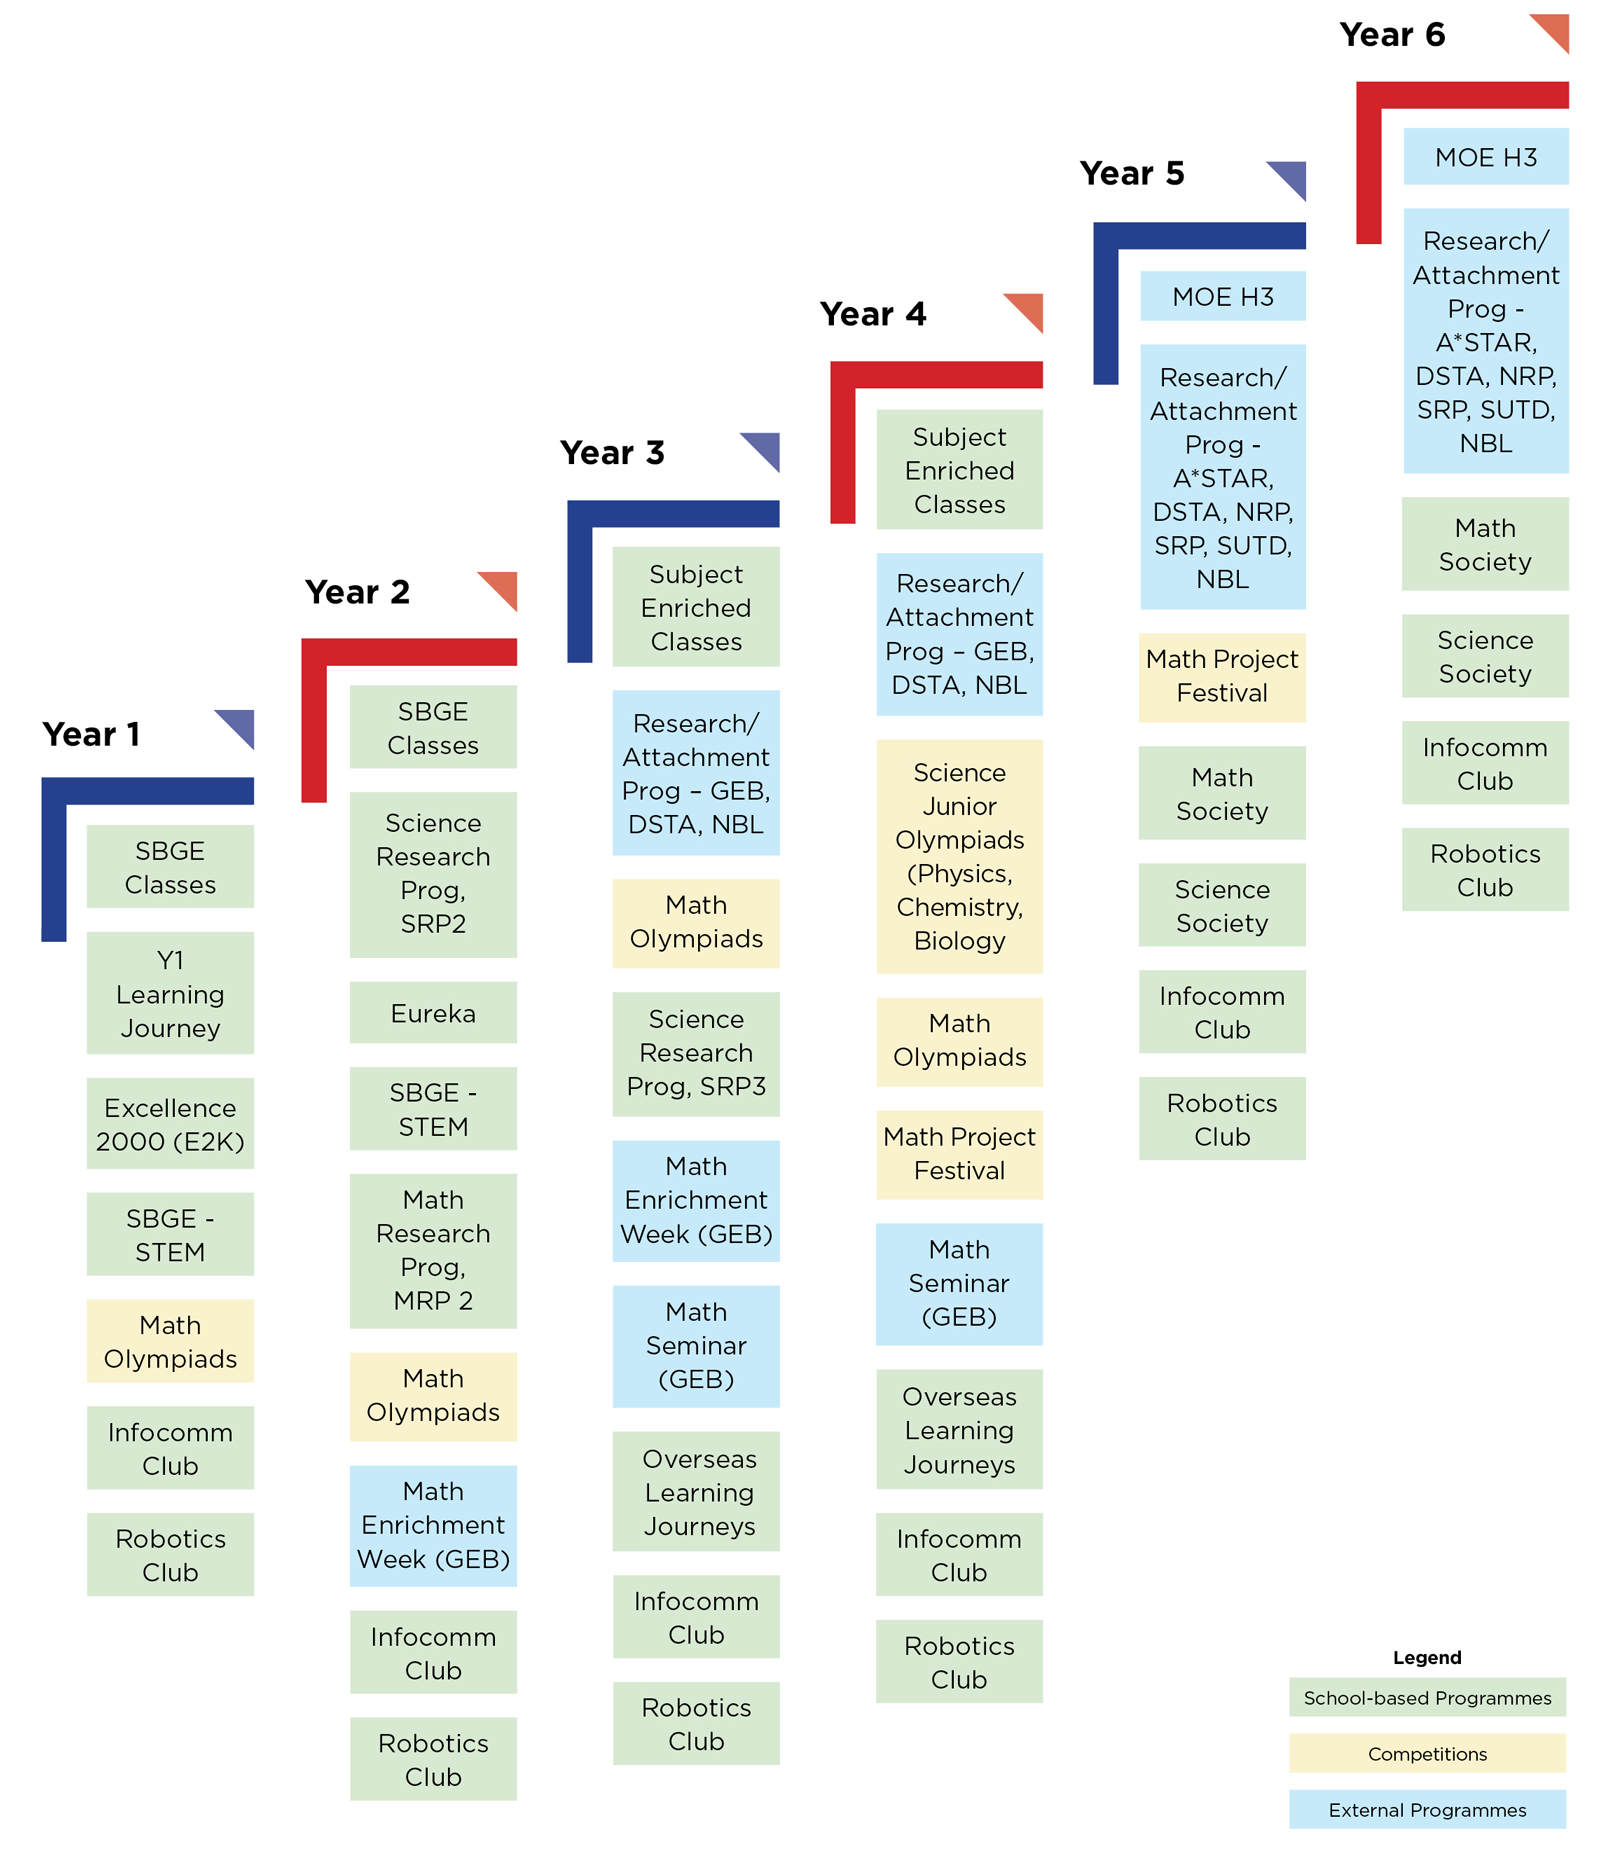 Year 1
SBGE
Classes
Y1
Learning
Journey
Excellence
2000 (E2K)
SBGE -
STEM
Math
Olympiads
Infocomm
Club
Robotics
Club
Year 2
SBGE
Classes
Science
Research
Prog,
SRP2
Eureka
SBGE -
STEM
Math
Research
Prog,
MRP 2
Math
Olympiads
Math
Enrichment
Week (GEB)
Infocomm
Club
Robotics
Club
Year 3
Subject
Enriched
Classes
Research/
Attachment
Prog – GEB,
DSTA, NBL
Math
Olympiads
Science
Research
Prog, SRP3
Math
Enrichment
Week (GEB)
Math
Seminar
(GEB)
Overseas
Learning
Journeys
Infocomm
Club
Robotics
Club
Year 4
Subject
Enriched
Classes
Research/
Attachment
Prog – GEB,
DSTA, NBL
Science
Junior
Olympiads
(Physics,
Chemistry,
Biology
Math
Olympiads
Math Project
Festival
Math
Seminar
(GEB)
Overseas
Learning
Journeys
Infocomm
Club
Robotics
Club
Year 5
MOE H3
Research/
Attachment
Prog -
A*STAR,
DSTA, NRP,
SRP, SUTD,
NBL
Math Project
Festival
Math
Society
Science
Society
Infocomm
Club
Robotics
Club
Year 6
MOE H3
Research/
Attachment
Prog -
A*STAR,
DSTA, NRP,
SRP, SUTD,
NBL
Math
Society
Science
Society
Infocomm
Club
Robotics
Club
Legend
School-based Programmes
Competitions
External Programmes